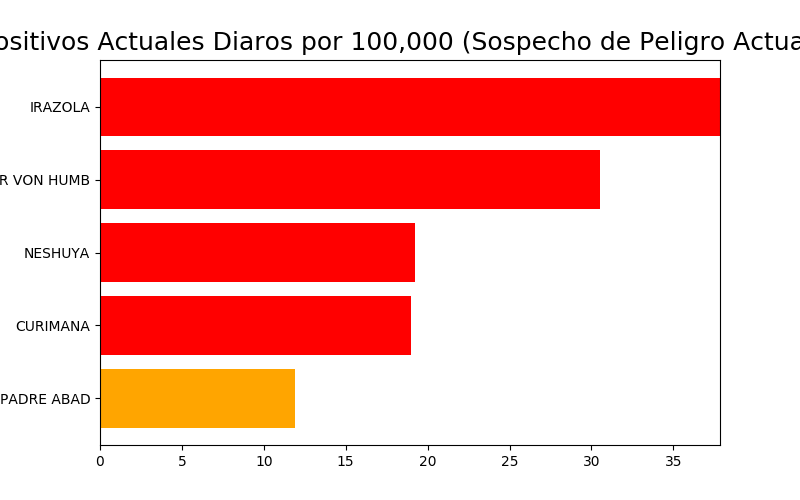 ositivos Actuales Diaros por 100,000 (Sospecho de Peligro Actua
IRAZOLA
R VON HUMB
NESHUYA
CURIMANA
PADRE ABAD
0 5 10 15 20 25 30 35